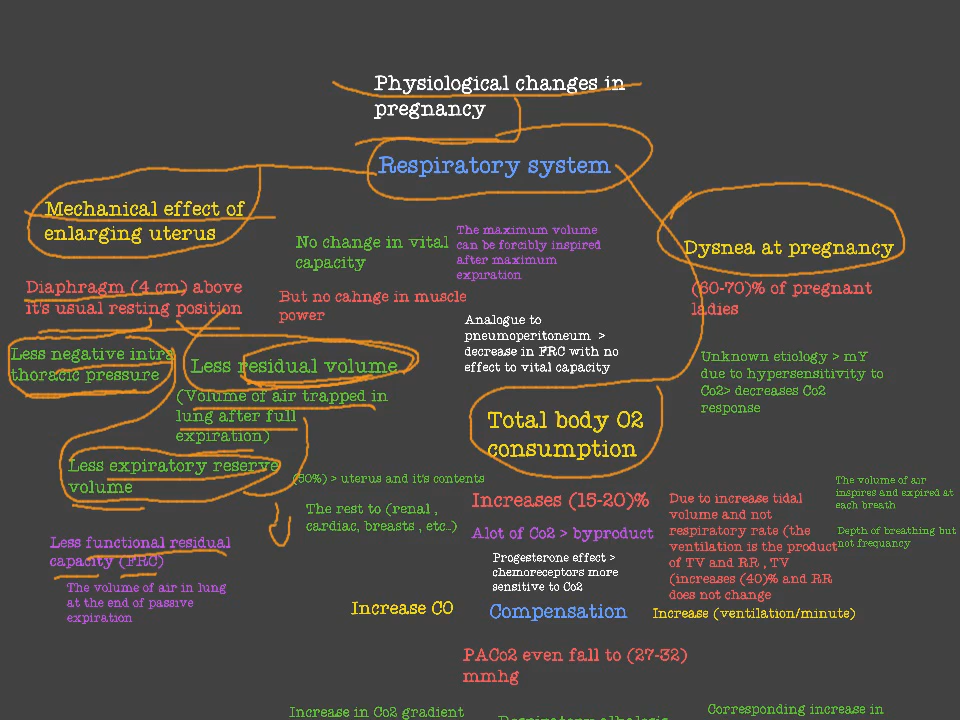 Physiological changes in
pregnancy
Respiratory system
Mechanical effect of
enlarging uterus
No change in vital
capacity
The maximum volume
can be forcibly inspired
after maximum
expiration
Dysnea at pregnancy
Diaphragm (4 cm) above
it's usual resting position
But no cahnge in muscle
power
(60-70)% of pregnant
ladies
Analogue to
pneumoperitoneum >
decrease in FRC with no
effect to vital capacity
Less negative intra
thoracic pressure
Less residual volume
(Volume of air trapped in
lung after full
expiration)
Unknown etiology > mY
due to hypersensitivity to
Co2> decreases Co2
response
Total body O2
consumption
Less expiratory reserve
volume
(50%) > uterus and it's contents
The rest to (renal ,
cardiac, breasts , etc..)
Increases (15-20)%
Alot of Co2 > byproduct
Progesterone effect >
chemoreceptors more
sensitive to Co2
Due to increase tidal
volume and not
respiratory rate (the
ventilation is the product
of TV and RR , TV
(increases (40)% and RR
does not change
The volume of air
inspires and expired at
each breath
Depth of breathing but
not frequancy
Less functional residual
capacity (FRC)
The volume of air in lung
at the end of passive
expiration
Increase CO
Compensation
Increase (ventilation/minute)
PACo2 even fall to (27-32)
mmhg
Increase in Co2 gradient
Respiratory alkalosis
Corresponding increase in